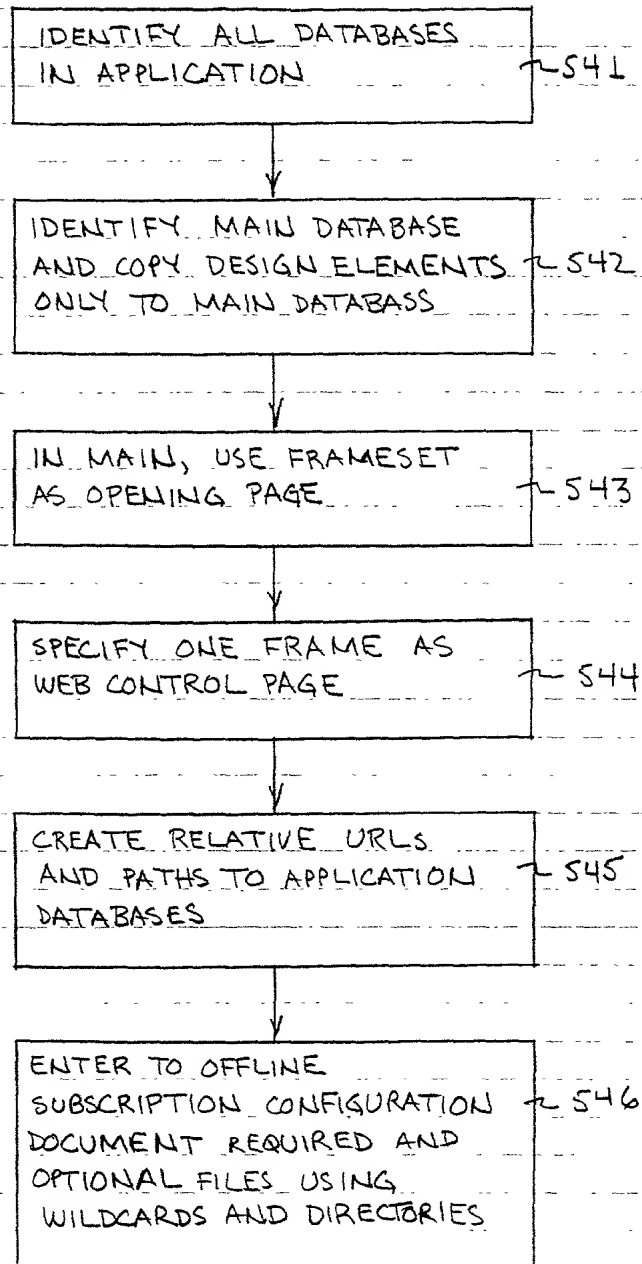 IDENTIFY ALL DATABASES
IN APPLICATION
541
IDENTIFY MAIN DATABASE
AND COPY DESIGN ELEMENTS
ONLY TO MAIN DATABASS
542
IN MAIN, USE FRAMESET
AS OPENING PAGE
543
SPECIFY ONE FRAME AS
WEB CONTROL PAGE
544
CREATE RELATIVE URLS
AND PATHS TO APPLICATION
DATABASES
545
ENTER TO OFFLINE
SUBSCRIPTION CONFIGURATION
DOCUMENT REQUIRED AND
OPTIONAL FILES USING
WILDCARDS AND DIRECTORIES
546